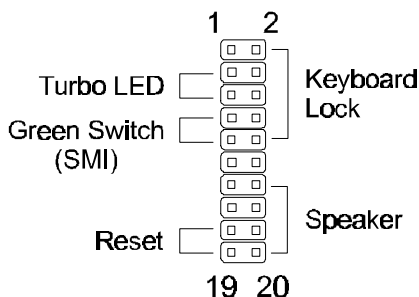 1 2
Turbo LED
Keyboard
Lock
Green Switch
(SMI)
Speaker
Reset
19 20